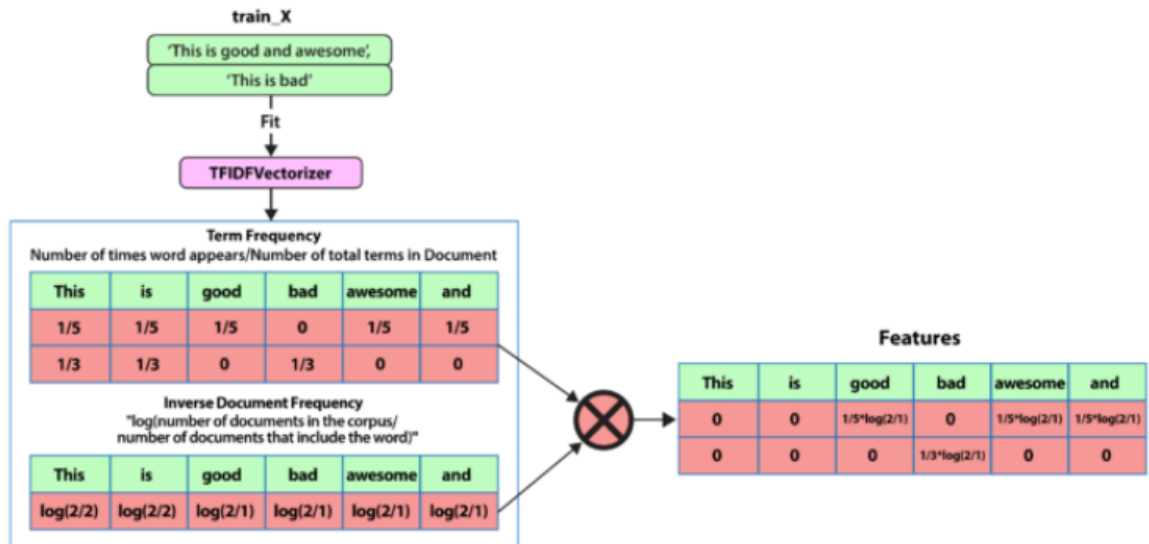 train_X
'This is good and awesome',
'This is bad'
Fit
TFIDFVectorizer
Term Frequency
Number of times word appears/Number of total terms in Document
This is good bad awesome and
1/5 1/5 1/5 0 1/5 1/5
1/3 1/3 0 1/3 0 0
Inverse Document Frequency
"log(number of documents in the corpus/
number of documents that include the word)"
This is good bad awesome and
log(2/2) log(2/2) log(2/1) log(2/1) log(2/1) log(2/1)
Features
This is good bad awesome and
0 0 1/5*log(2/1) 0 1/5*log(2/1) 1/5*log(2/1)
0 0 0 1/3*log(2/1) 0 0